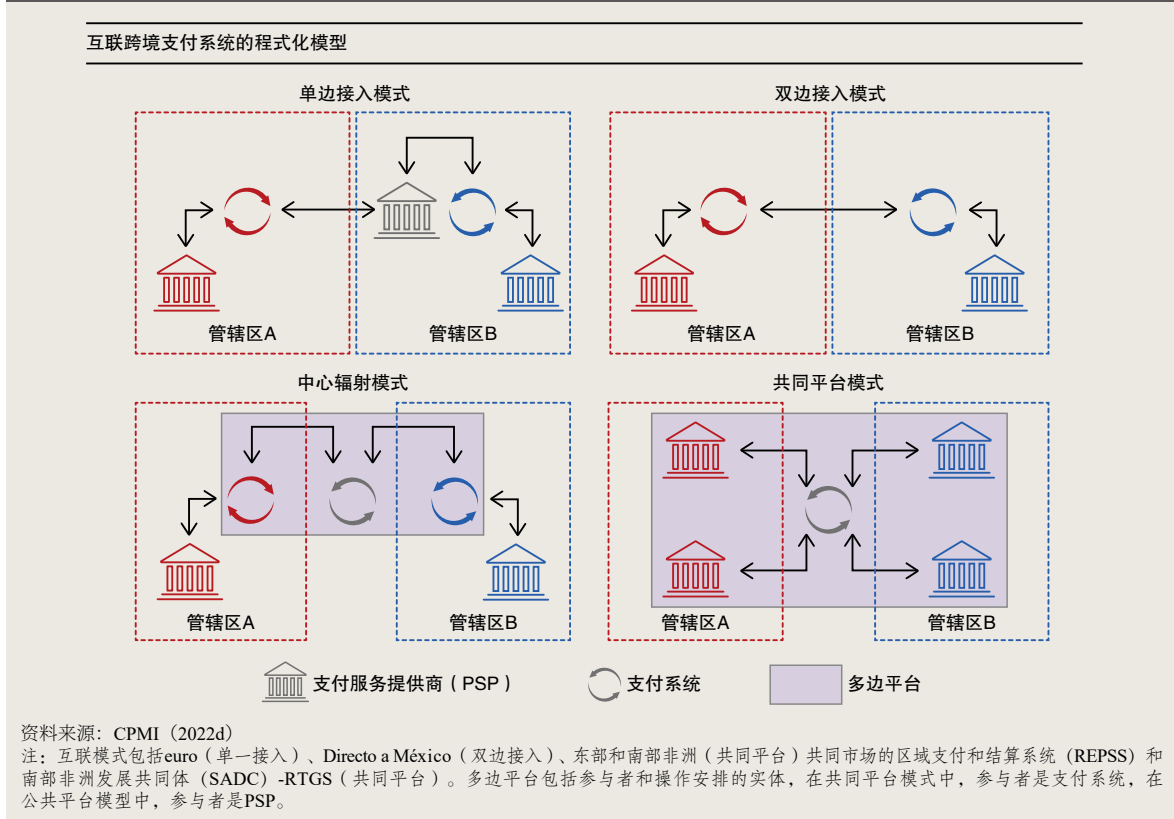 互联跨境支付系统的程式化模型
单边接入模式
双边接入模式
管辖区A
管辖区B
管辖区A
管辖区B
中心辐射模式
共同平台模式
管辖区A
管辖区B
管辖区A
管辖区B
支付服务提供商（PSP）
支付系统
多边平台
资料来源：CPMI（2022d）
注：互联模式包括euro（单一接入）、Directo a México（双边接入）、东部和南部非洲（共同平台）共同市场的区域支付和结算系统（REPSS）和
南部非洲发展共同体（SADC）-RTGS（共同平台）。多边平台包括参与者和操作安排的实体，在共同平台模式中，参与者是支付系统，在
公共平台模型中，参与者是PSP。